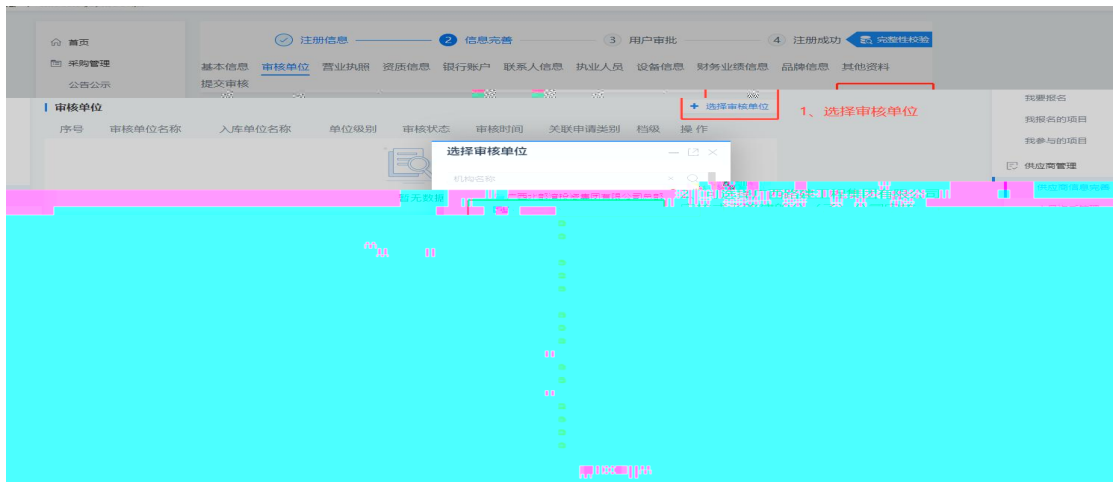 首页
注册信息 2 信息完善 3 用户审批 4 注册成功 完整性校验
采购管理
基本信息 审核单位 营业执照 资质信息 银行账户 联系人信息 执业人员 设备信息 财务业绩信息 品牌信息 其他资料
公告公示
提交审核
审核单位
+ 选择审核单位
1、选择审核单位
我要报名
序号 审核单位名称 入库单位名称 单位级别 审核状态 审核时间 关联申请类别 档级 操作
我报名的项目
我参与的项目
选择审核单位
供应商管理
机构名称
供应商信息完善
暂无数据